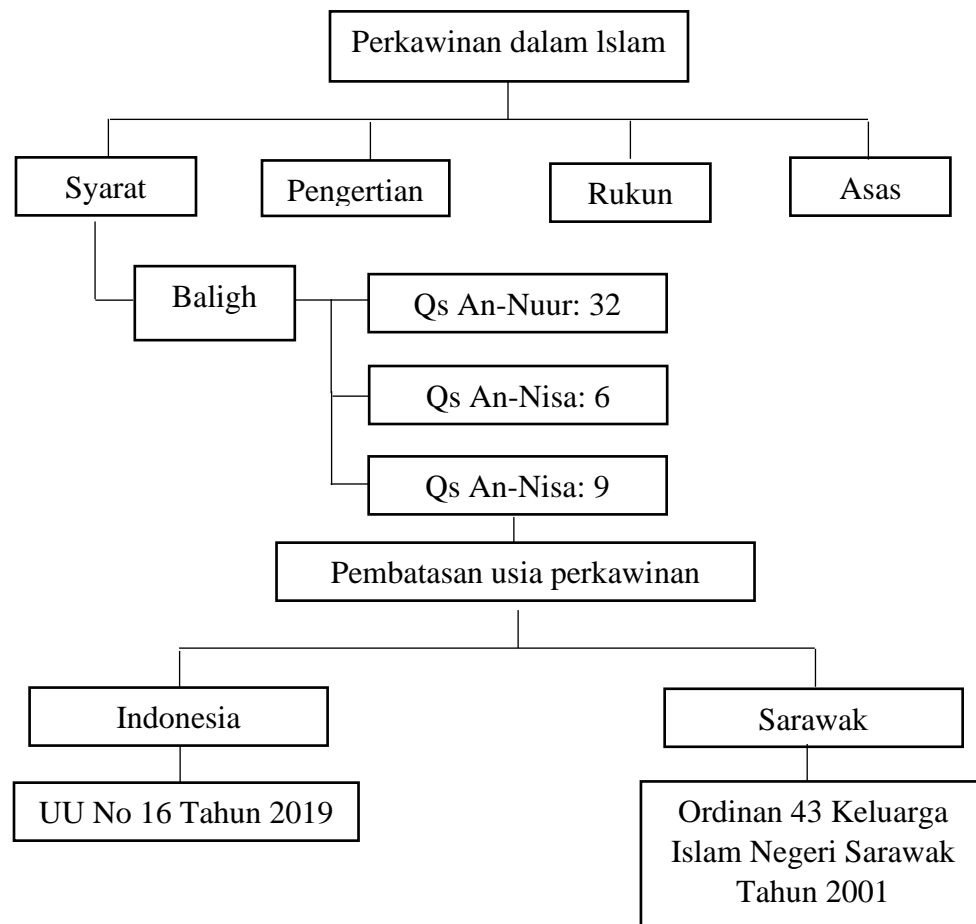 Perkawinan dalam lslam
Syarat
Pengertian
Rukun
Asas
Baligh
Qs An-Nuur: 32
Qs An-Nisa: 6
Qs An-Nisa: 9
Pembatasan usia perkawinan
Indonesia
Sarawak
UU No 16 Tahun 2019
Ordinan 43 Keluarga
Islam Negeri Sarawak
Tahun 2001